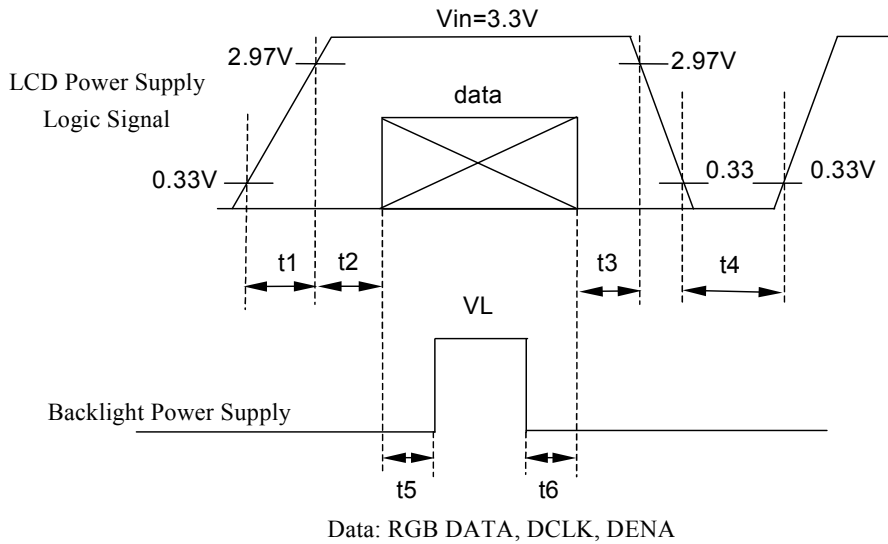 Vin=3.3V
2.97V
2.97V
LCD Power Supply
Logic Signal
data
0.33V
0.33
0.33V
t1
t2
t3
t4
VL
Backlight Power Supply
t5
t6
Data: RGB DATA, DCLK, DENA